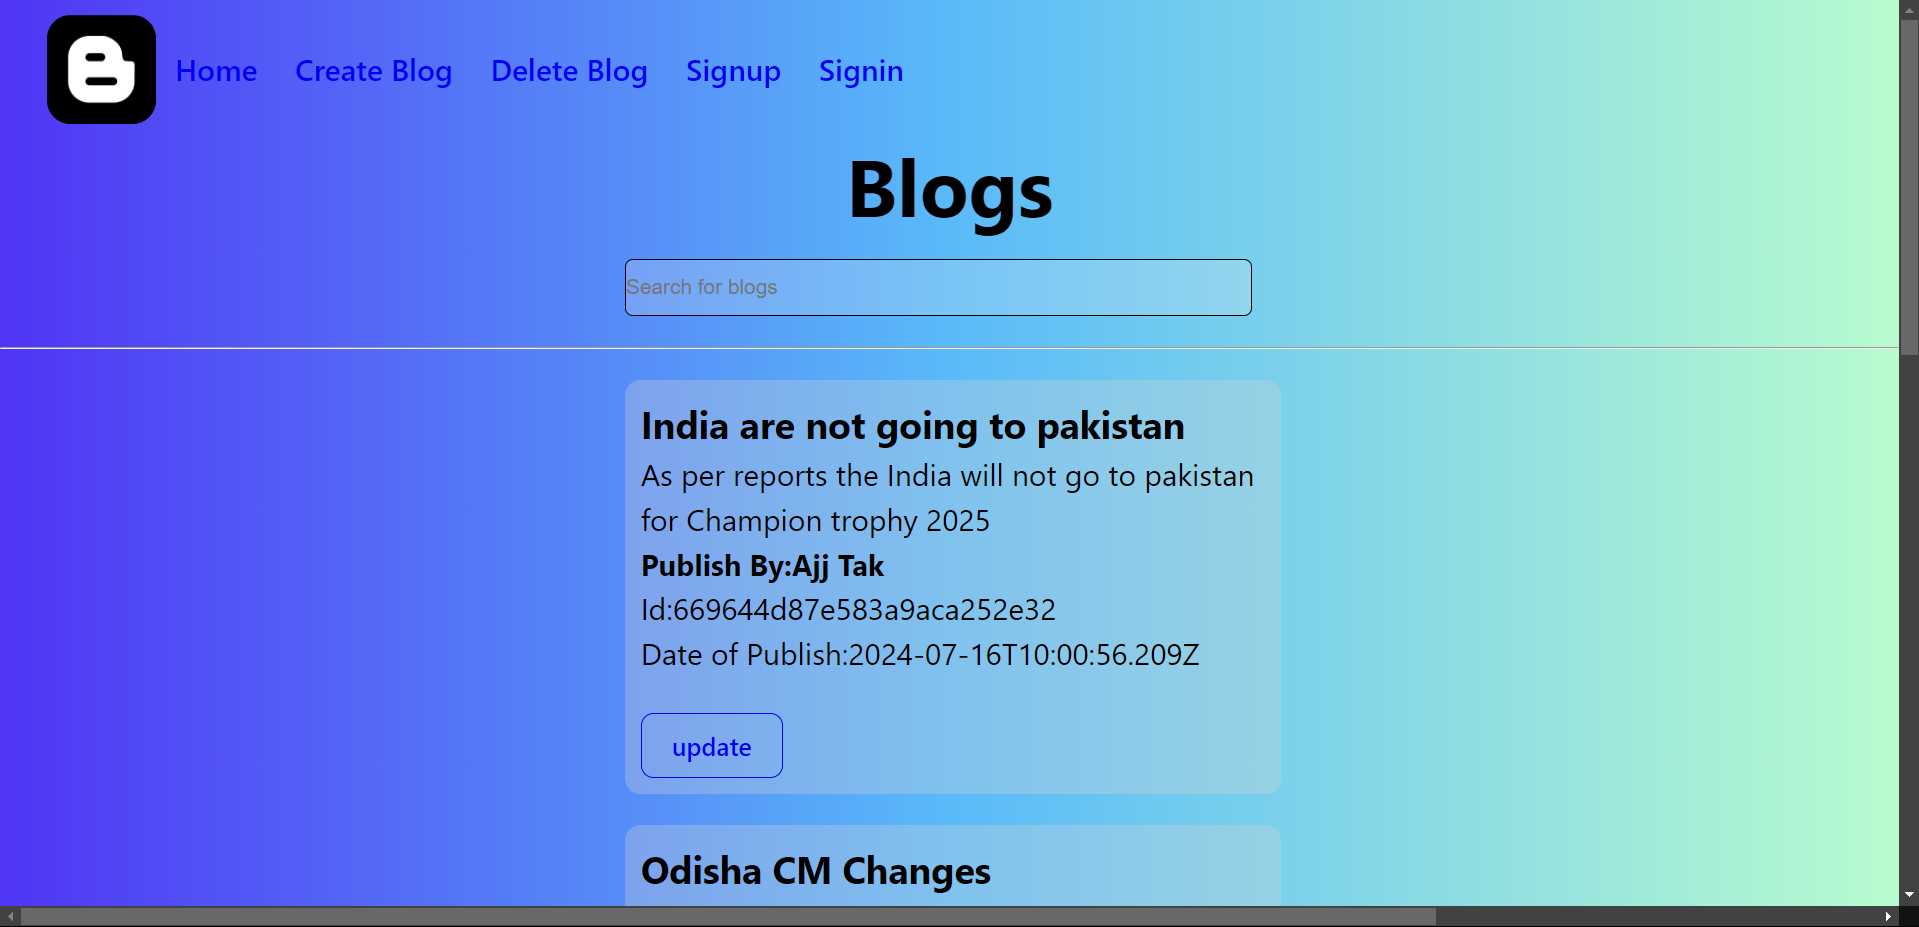 B
Home Create Blog Delete Blog Signup Signin
Blogs
Search for blogs
India are not going to pakistan
As per reports the India will not go to pakistan
for Champion trophy 2025
Publish By:Ajj Tak
Id:669644d87e583a9aca252e32
Date of Publish:2024-07-16T10:00:56.209Z
update
Odisha CM Changes